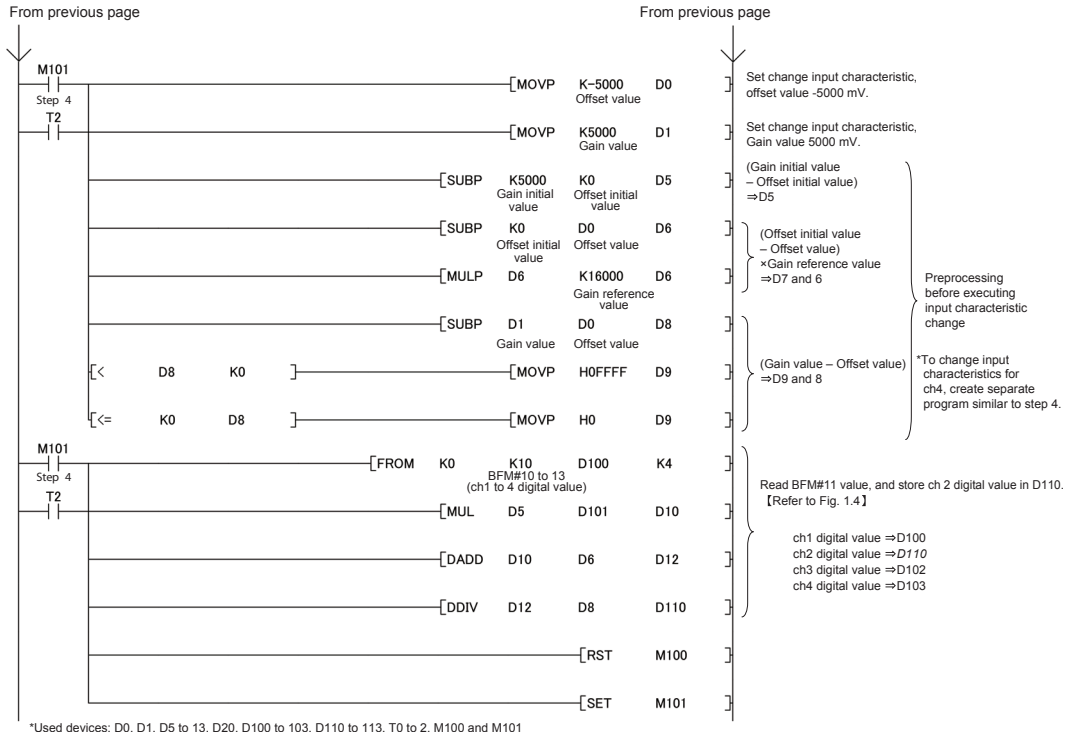 From previous page
From previous page
M101
Step 4
[MOVP K-5000 D0 ]
Offset value
Set change input characteristic,
offset value -5000 mV.
T2
[MOVP K5000 D1 ]
Gain value
Set change input characteristic,
Gain value 5000 mV.
[SUBP K5000 K0 D5 ]
Gain initial value
Offset initial value
(Gain initial value
– Offset initial value)
⇒D5
[SUBP K0 D0 D6 ]
Offset initial value
Offset value
(Offset initial value
– Offset value)
×Gain reference value
⇒D7 and 6
[MULP D6 K16000 D6 ]
Gain reference
value
[SUBP D1 D0 D8 ]
Gain value Offset value
(Gain value – Offset value)
⇒D9 and 8
[< D8 K0 ] [MOVP H0FFFF D9 ]
[<= K0 D8 ] [MOVP H0 D9 ]
Preprocessing
before executing
input characteristic
change
*To change input
characteristics for
ch4, create separate
program similar to step 4.
M101
Step 4
[FROM K0 K10 D100 K4 ]
BFM#10 to 13
(ch1 to 4 digital value)
T2
[MUL D5 D101 D10 ]
[DADD D10 D6 D12 ]
[DDIV D12 D8 D110 ]
[RST M100 ]
[SET M101 ]
Read BFM#11 value, and store ch 2 digital value in D110.
【Refer to Fig. 1.4】
ch1 digital value ⇒D100
ch2 digital value ⇒D110
ch3 digital value ⇒D102
ch4 digital value ⇒D103
*Used devices: D0, D1, D5 to 13, D20, D100 to 103, D110 to 113, T0 to 2, M100 and M101